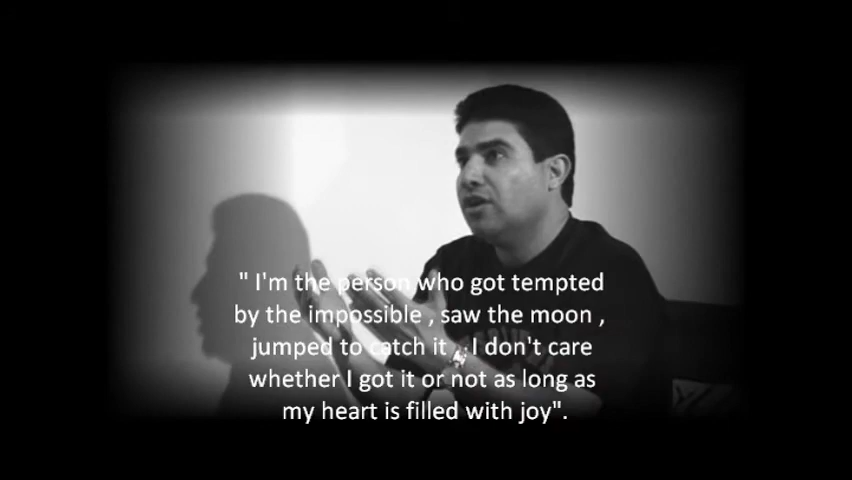 " I'm the person who got tempted
by the impossible , saw the moon ,
jumped to catch it , I don't care
whether I got it or not as long as
my heart is filled with joy".